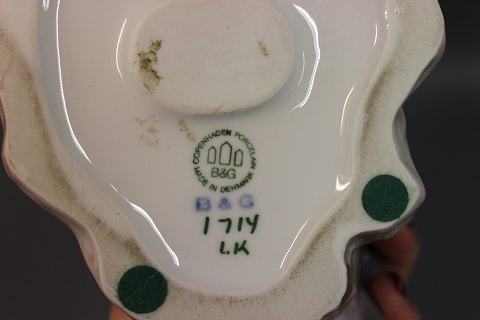 COPENHAGEN PORCELAIN
B&G
MADE IN DENMARK
B & G
1714
LK